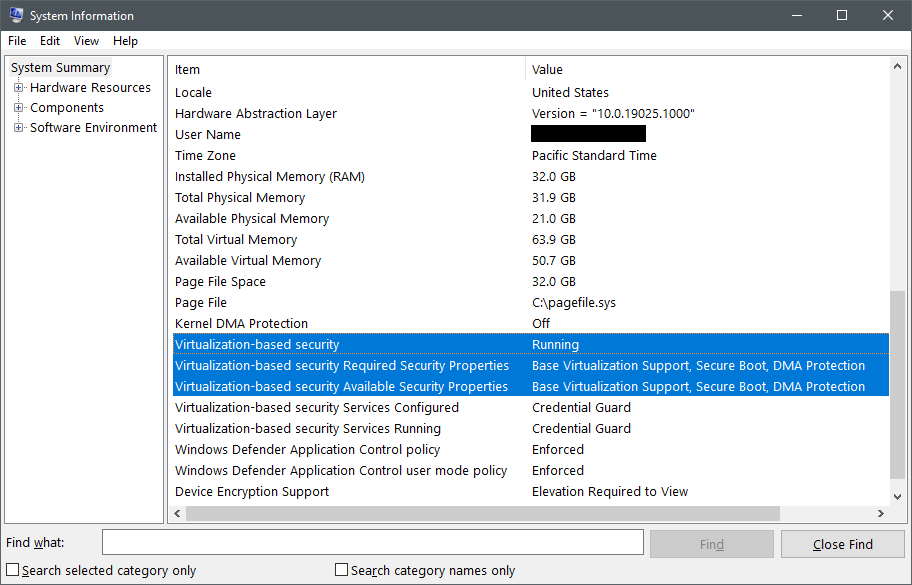 System Information
File Edit View Help
System Summary
Hardware Resources
Components
Software Environment
Item Value
Locale United States
Hardware Abstraction Layer Version = "10.0.19025.1000"
User Name
Time Zone Pacific Standard Time
Installed Physical Memory (RAM) 32.0 GB
Total Physical Memory 31.9 GB
Available Physical Memory 21.0 GB
Total Virtual Memory 63.9 GB
Available Virtual Memory 50.7 GB
Page File Space 32.0 GB
Page File C:\pagefile.sys
Kernel DMA Protection Off
Virtualization-based security Running
Virtualization-based security Required Security Properties Base Virtualization Support, Secure Boot, DMA Protection
Virtualization-based security Available Security Properties Base Virtualization Support, Secure Boot, DMA Protection
Virtualization-based security Services Configured Credential Guard
Virtualization-based security Services Running Credential Guard
Windows Defender Application Control policy Enforced
Windows Defender Application Control user mode policy Enforced
Device Encryption Support Elevation Required to View
Find what: Find Close Find
Search selected category only Search category names only